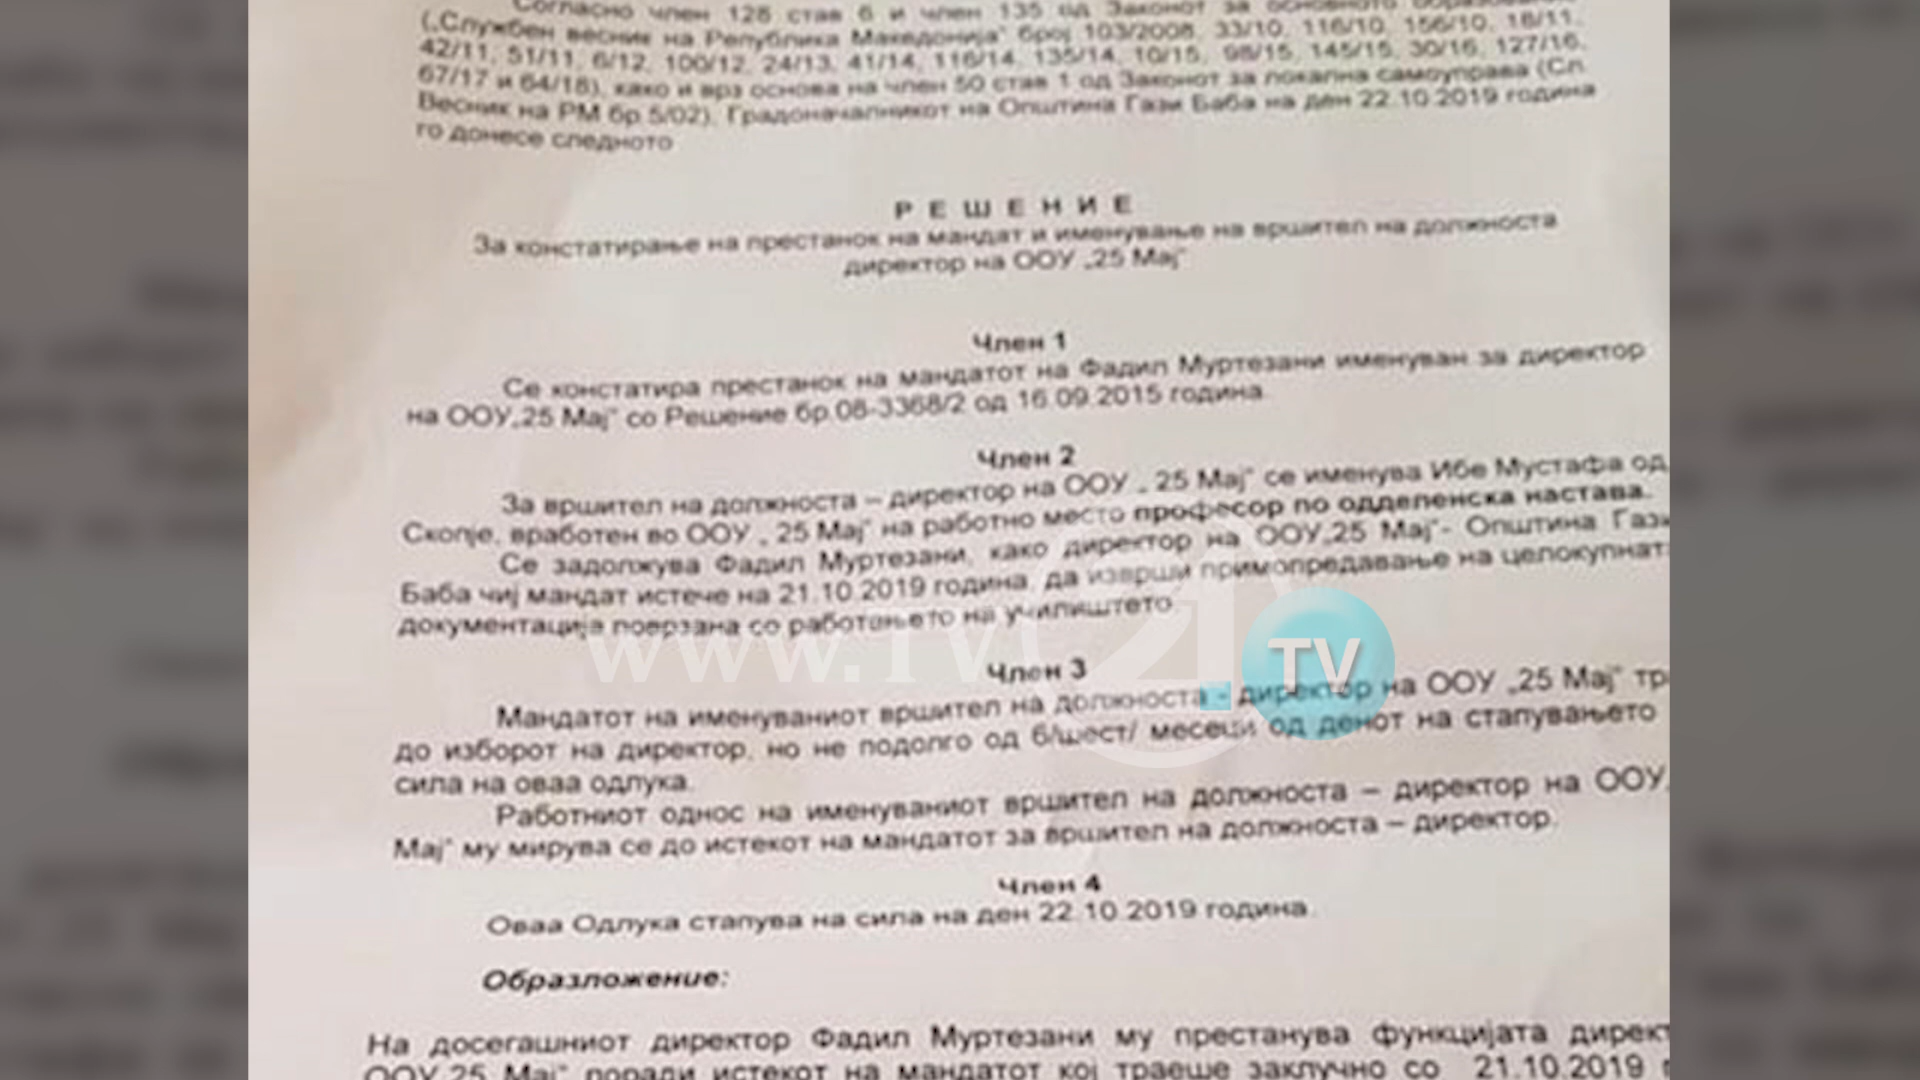 Согласно член 128 став 6 и член 135 од Законот за основното
(„Службен весник на Република Македонија“ број 103/2008, 33/10, 116/10, 156/10, 18/11,
42/11, 51/11, 6/12, 100/12, 24/13, 41/14, 116/14, 135/14, 10/15, 98/15, 145/15, 30/16, 127/16,
67/17 и 64/18), како и врз основа на член 50 став 1 од Законот за локална самоуправа (Сл.
Весник на РМ бр.5/02), Градоначалникот на Општина Гази Баба на ден 22.10.2019 година
го донесе следното
Р Е Ш Е Н И Е
За констатирање на престанок на мандат и именување на вршител на должноста
директор на ООУ „25 Мај“
Член 1
Се констатира престанок на мандатот на Фадил Муртезани именуван за директор
на ООУ„25 Мај“ со Решение бр.08-3368/2 од 16.09.2015 година.
Член 2
За вршител на должноста – директор на ООУ „ 25 Мај“ се именува Ибе Мустафа од
Скопје, вработен во ООУ „ 25 Мај“ на работно место професор по одделенска настава.
Се задолжува Фадил Муртезани, како директор на ООУ„25 Мај“- Општина Гази
Баба чиј мандат истече на 21.10.2019 година, да изврши примопредавање на целокупнат
документација поврзана со работењето на училиштето.
www.TV21 TV
Член 3
Мандатот на именуваниот вршител на должноста - директор на ООУ „25 Мај“ тр
до изборот на директор, но не подолго од 6/шест/ месеци од денот на стапувањето
сила на оваа одлука.
Работниот однос на именуваниот вршител на должноста – директор на ООУ„
Мај“ му мирува се до истекот на мандатот за вршител на должноста – директор.
Член 4
Оваа Одлука стапува на сила на ден 22.10.2019 година.
Образложение:
На досегашниот директор Фадил Муртезани му престанува функцијата дирек
ООУ„25 Мај“ поради истекот на мандатот кој траеше заклучно со 21.10.2019